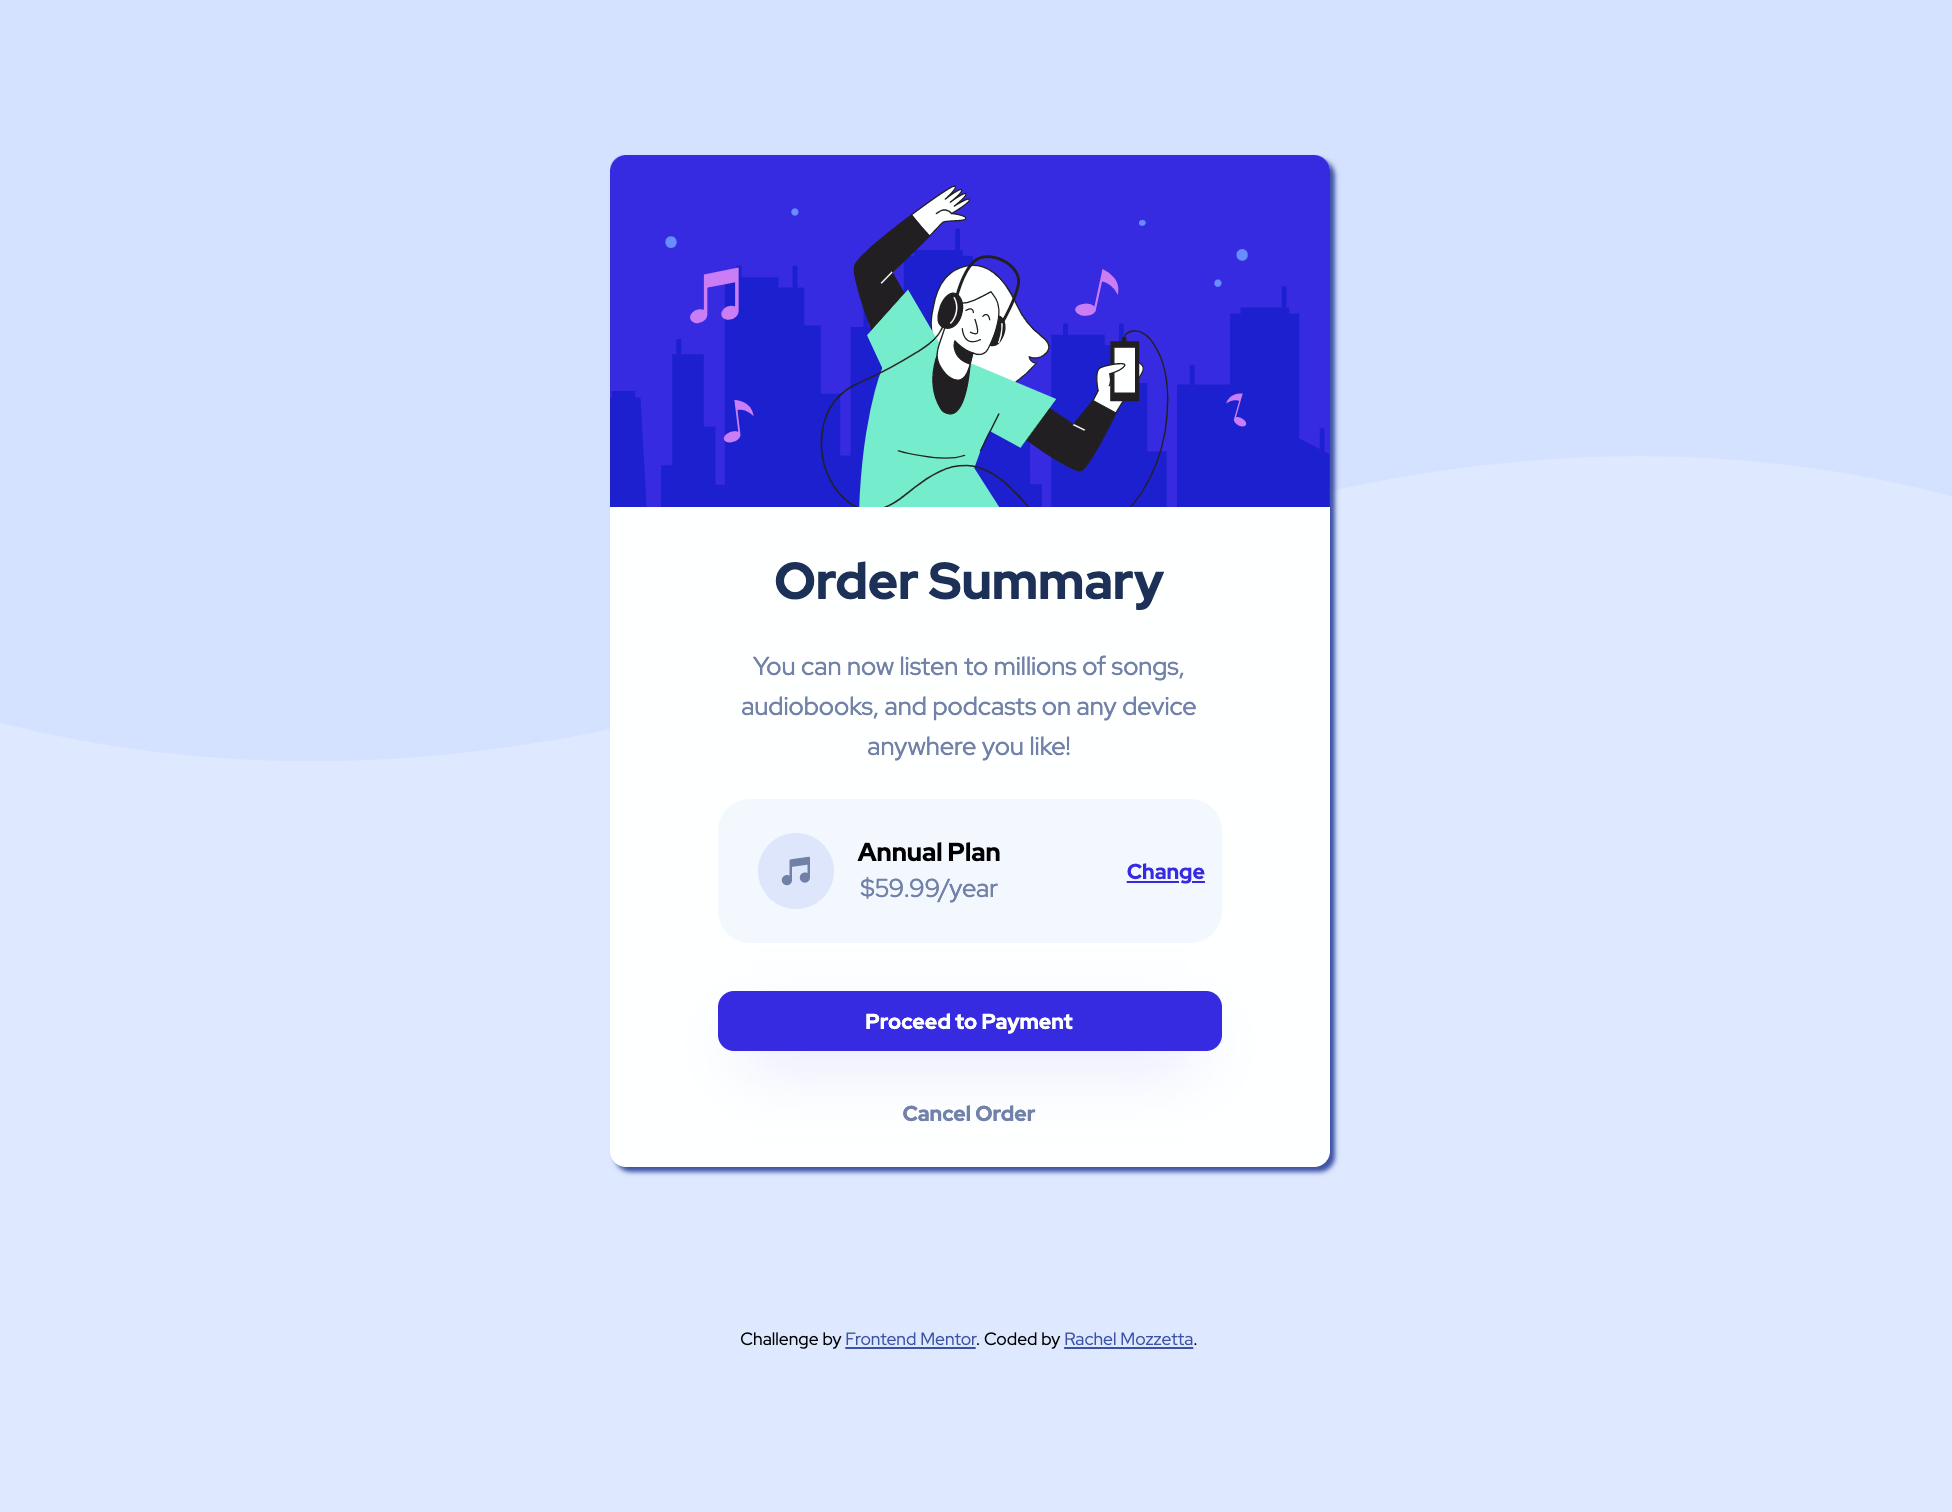 Order Summary
You can now listen to millions of songs,
audiobooks, and podcasts on any device
anywhere you like!
Annual Plan
$59.99/year
Change
Proceed to Payment
Cancel Order
Challenge by Frontend Mentor. Coded by Rachel Mozzetta.